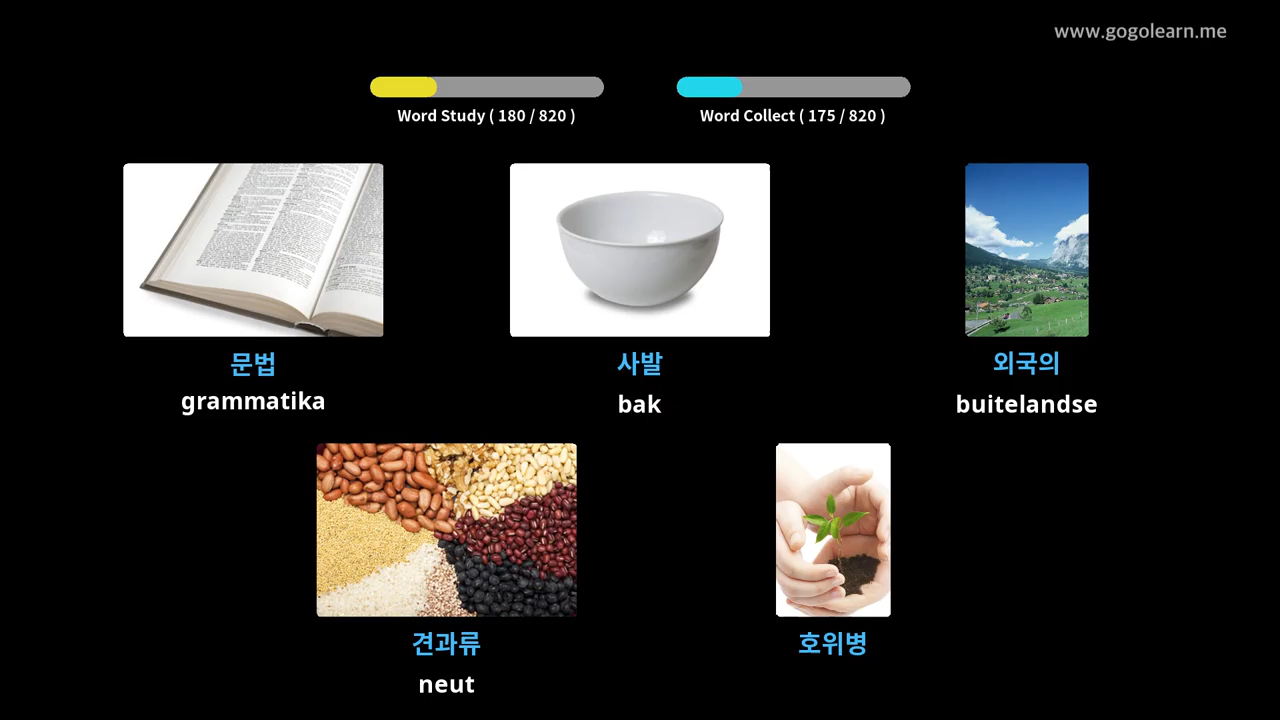 www.gogolearn.me
Word Study ( 180 / 820 )
Word Collect ( 175 / 820 )
문법
grammatika
사발
bak
외국의
buitelandse
견과류
neut
호위병